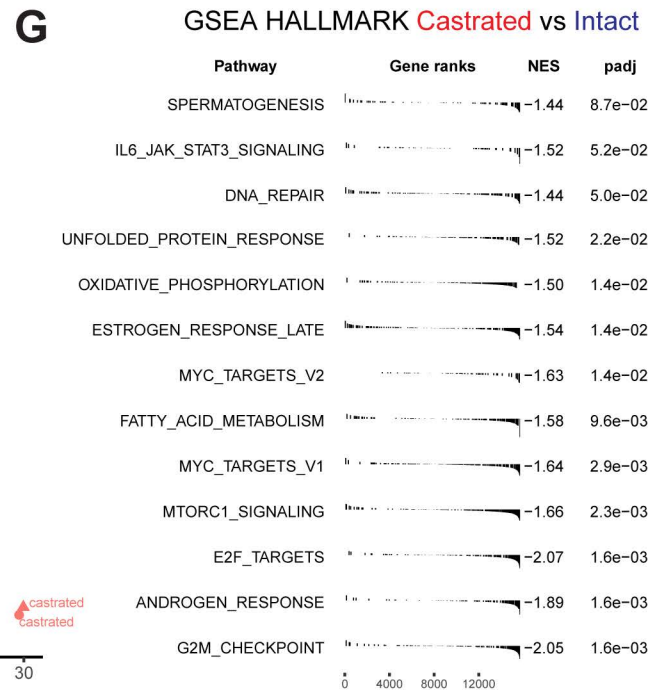 G
GSEA HALLMARK Castrated vs Intact
Pathway Gene ranks NES padj
SPERMATOGENESIS −1.44 8.7e−02
IL6_JAK_STAT3_SIGNALING −1.52 5.2e−02
DNA_REPAIR −1.44 5.0e−02
UNFOLDED_PROTEIN_RESPONSE −1.52 2.2e−02
OXIDATIVE_PHOSPHORYLATION −1.50 1.4e−02
ESTROGEN_RESPONSE_LATE −1.54 1.4e−02
MYC_TARGETS_V2 −1.63 1.4e−02
FATTY_ACID_METABOLISM −1.58 9.6e−03
MYC_TARGETS_V1 −1.64 2.9e−03
MTORC1_SIGNALING −1.66 2.3e−03
E2F_TARGETS −2.07 1.6e−03
castrated ANDROGEN_RESPONSE −1.89 1.6e−03
castrated
G2M_CHECKPOINT −2.05 1.6e−03
30
0 4000 8000 12000